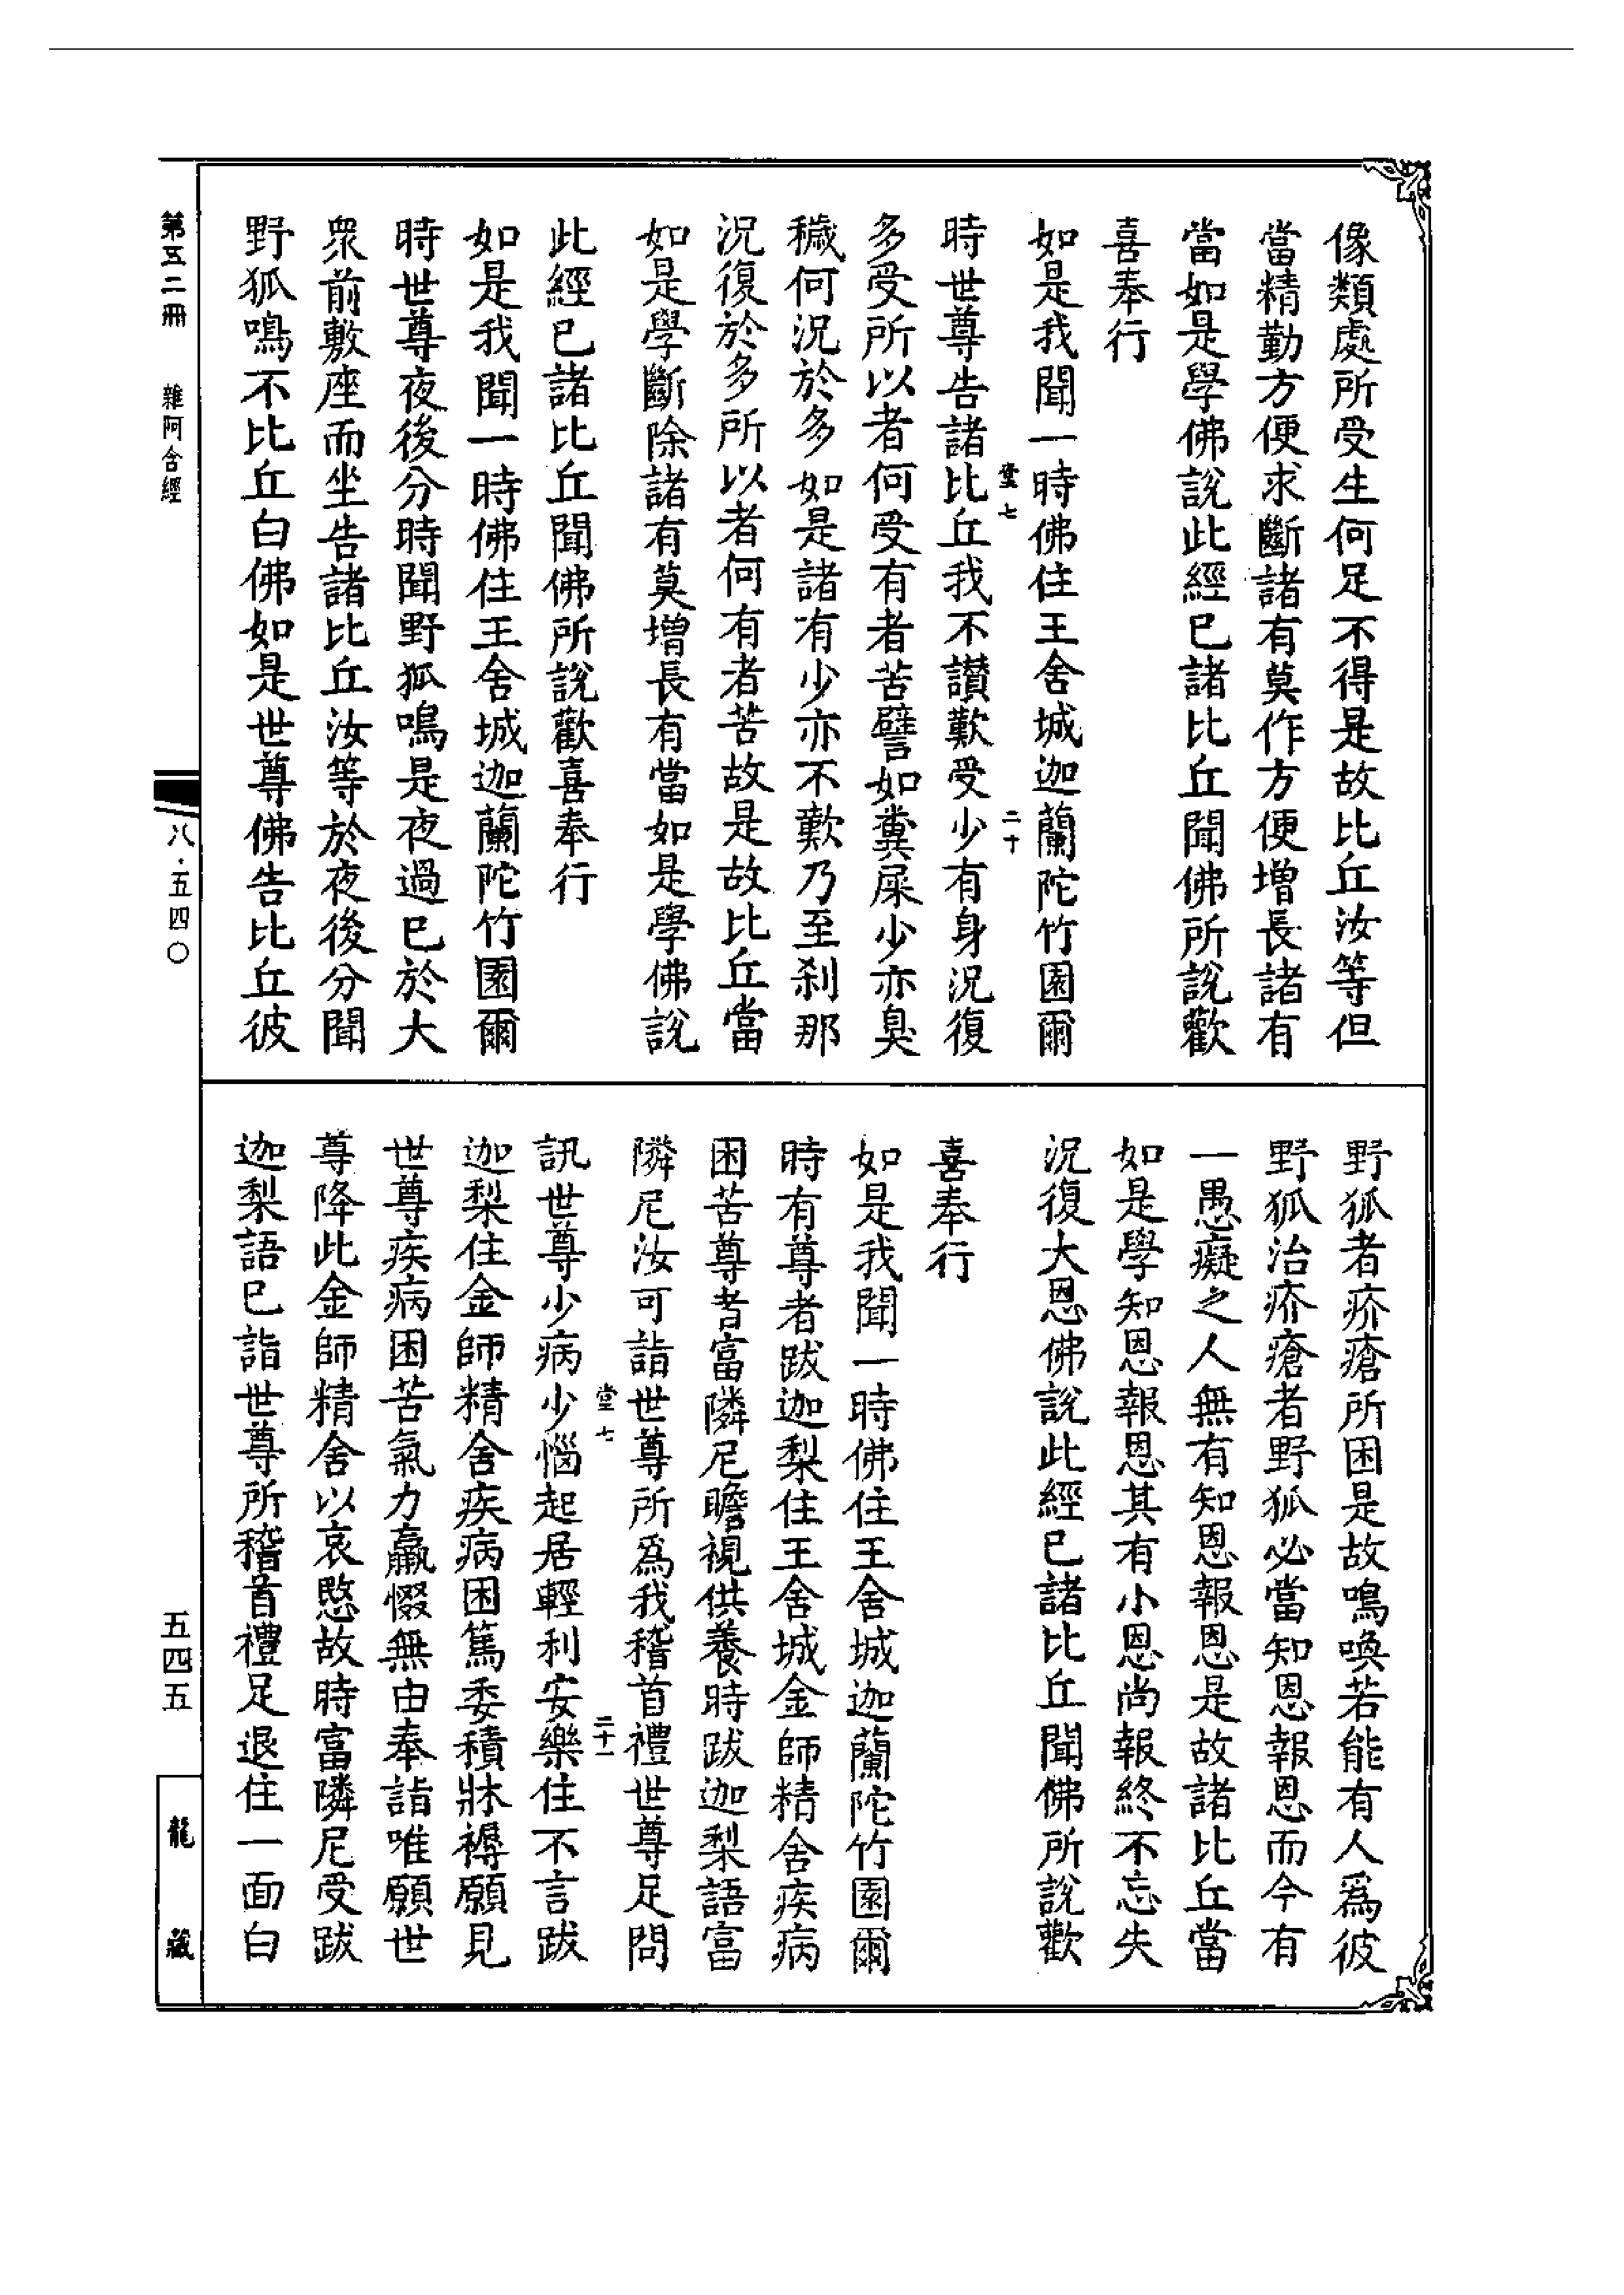 像類處所受生何足不得是故比丘汝等但
當精勤方便求斷諸有莫作方便增長諸有
當如是學佛說此經已諸比丘聞佛所說歡
喜奉行
如是我聞一時佛住王舍城迦蘭陀竹園爾
堂七 二十
時世尊告諸比丘我不讚歎受少有身況復
多受所以者何受有者苦譬如糞屎少亦臭
穢何況於多如是諸有少亦不歎乃至剎那
況復於多所以者何有者苦故是故比丘當
如是學斷除諸有莫增長有當如是學佛說
此經已諸比丘聞佛所說歡喜奉行
如是我聞一時佛住王舍城迦蘭陀竹園爾
時世尊夜後分時聞野狐鳴是夜過已於大
眾前敷座而坐告諸比丘汝等於夜後分聞
野狐鳴不比丘白佛如是世尊佛告比丘彼
野狐者疥瘡所困是故鳴喚若能有人為彼
野狐治疥瘡者野狐必當知恩報恩而今有
一愚癡之人無有知恩報恩是故諸比丘當
如是學知恩報恩其有小恩尚報終不忘失
況復大恩佛說此經已諸比丘聞佛所說歡
喜奉行
如是我聞一時佛住王舍城迦蘭陀竹園爾
時有尊者跋迦梨住王舍城金師精舍疾病
困苦尊者富隣尼瞻視供養時跋迦梨語富
隣尼汝可詣世尊所為我稽首禮世尊足問
堂七 二十一
訊世尊少病少惱起居輕利安樂住不言跋
迦梨住金師精舍疾病困篤委積牀褥願見
世尊疾病困苦氣力羸惙無由奉詣唯願世
尊降此金師精舍以哀愍故時富隣尼受跋
迦梨語已詣世尊所稽首禮足退住一面白
第五二冊 雜阿含經
八·五四〇
五四五
龍藏